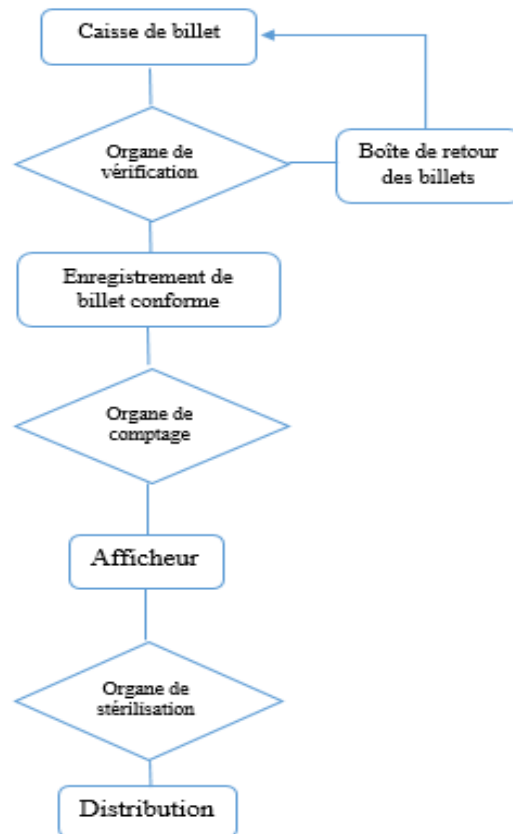 Caisse de billet
Organe de
vérification
Boîte de retour
des billets
Enregistrement de
billet conforme
Organe de
comptage
Afficheur
Organe de
stérilisation
Distribution